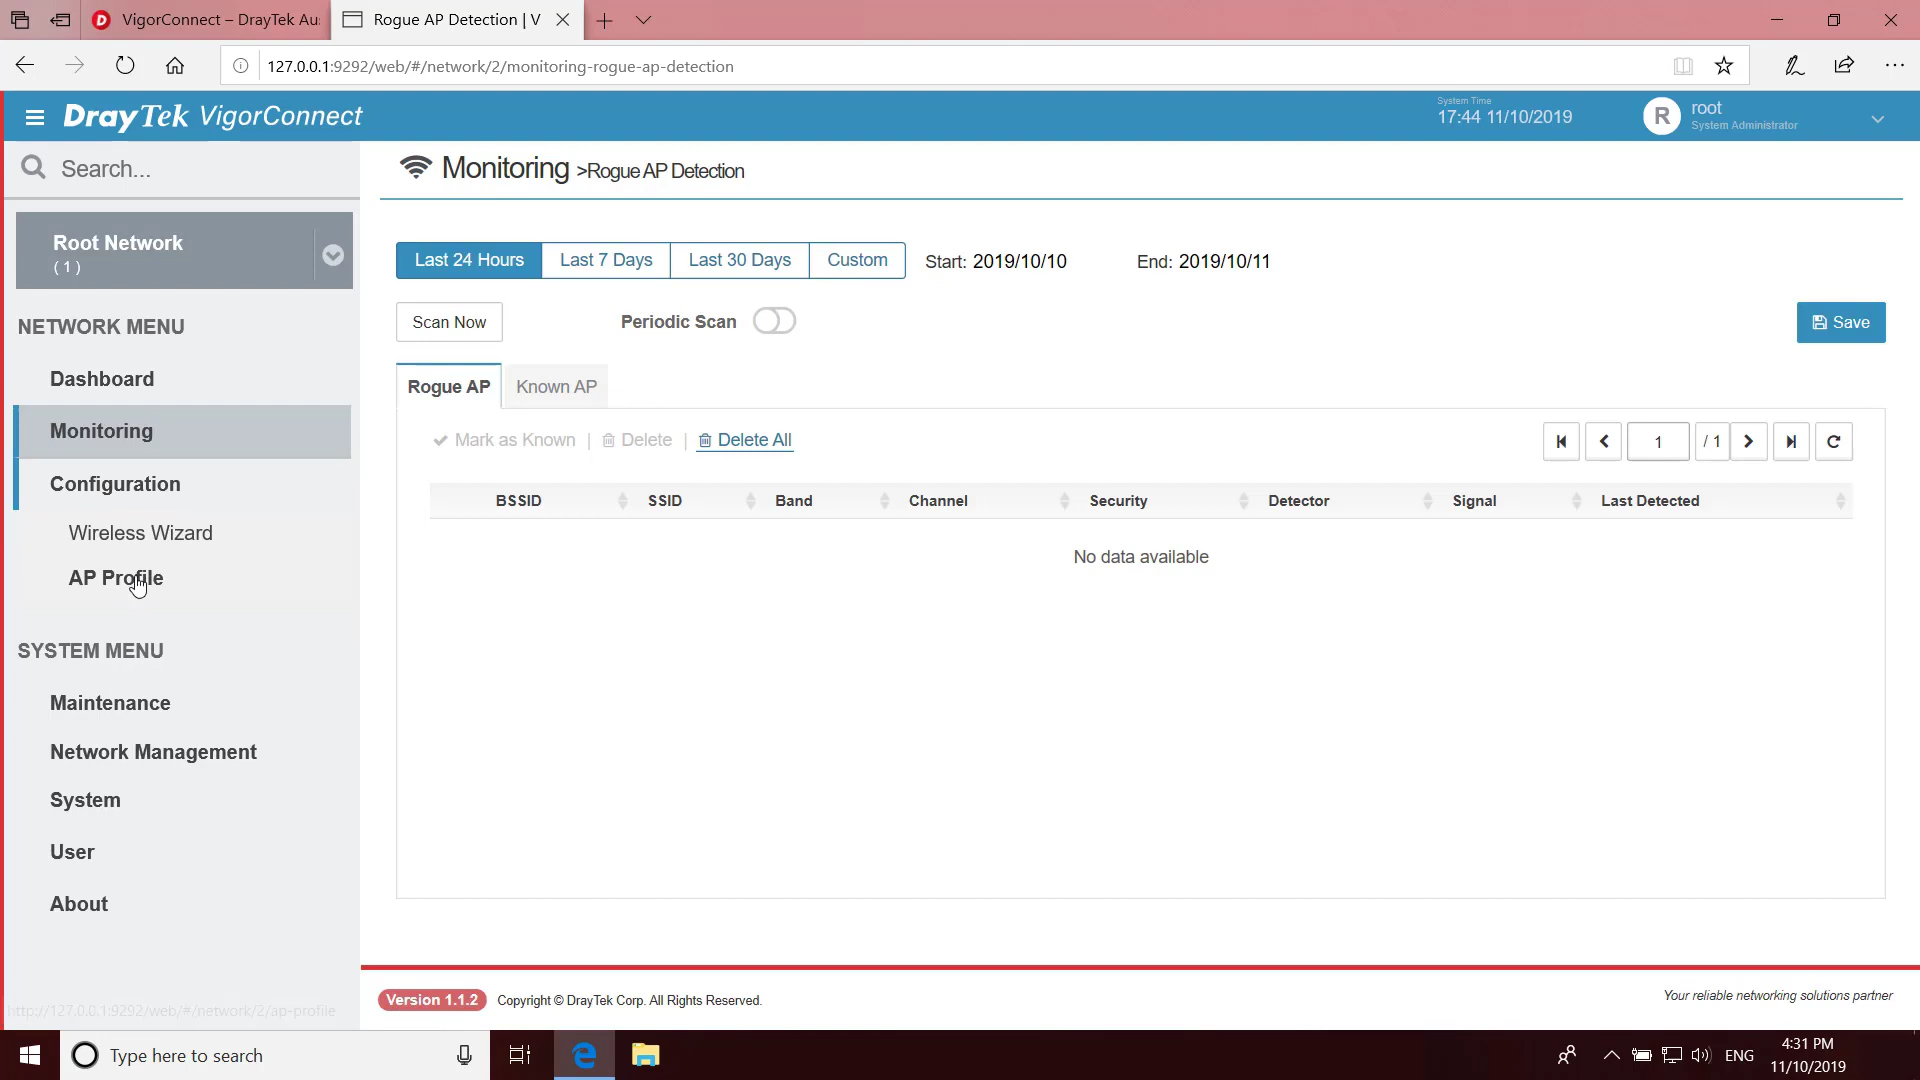 VigorConnect – DrayTek Au
Rogue AP Detection | V
127.0.0.1:9292/web/#/network/2/monitoring-rogue-ap-detection
DrayTek VigorConnect
System Time
17:44 11/10/2019
R
root
System Administrator
Search...
Monitoring >Rogue AP Detection
Root Network
( 1 )
Last 24 Hours
Last 7 Days
Last 30 Days
Custom
Start: 2019/10/10
End: 2019/10/11
Scan Now
Periodic Scan
Save
NETWORK MENU
Dashboard
Monitoring
Configuration
Wireless Wizard
AP Profile
SYSTEM MENU
Maintenance
Network Management
System
User
About
Rogue AP
Known AP
Mark as Known | Delete | Delete All
1 / 1
BSSID SSID Band Channel Security Detector Signal Last Detected
No data available
Version 1.1.2
Copyright © DrayTek Corp. All Rights Reserved.
Your reliable networking solutions partner
http://127.0.0.1:9292/web/#/network/2/ap-profile
Type here to search
ENG
4:31 PM
11/10/2019